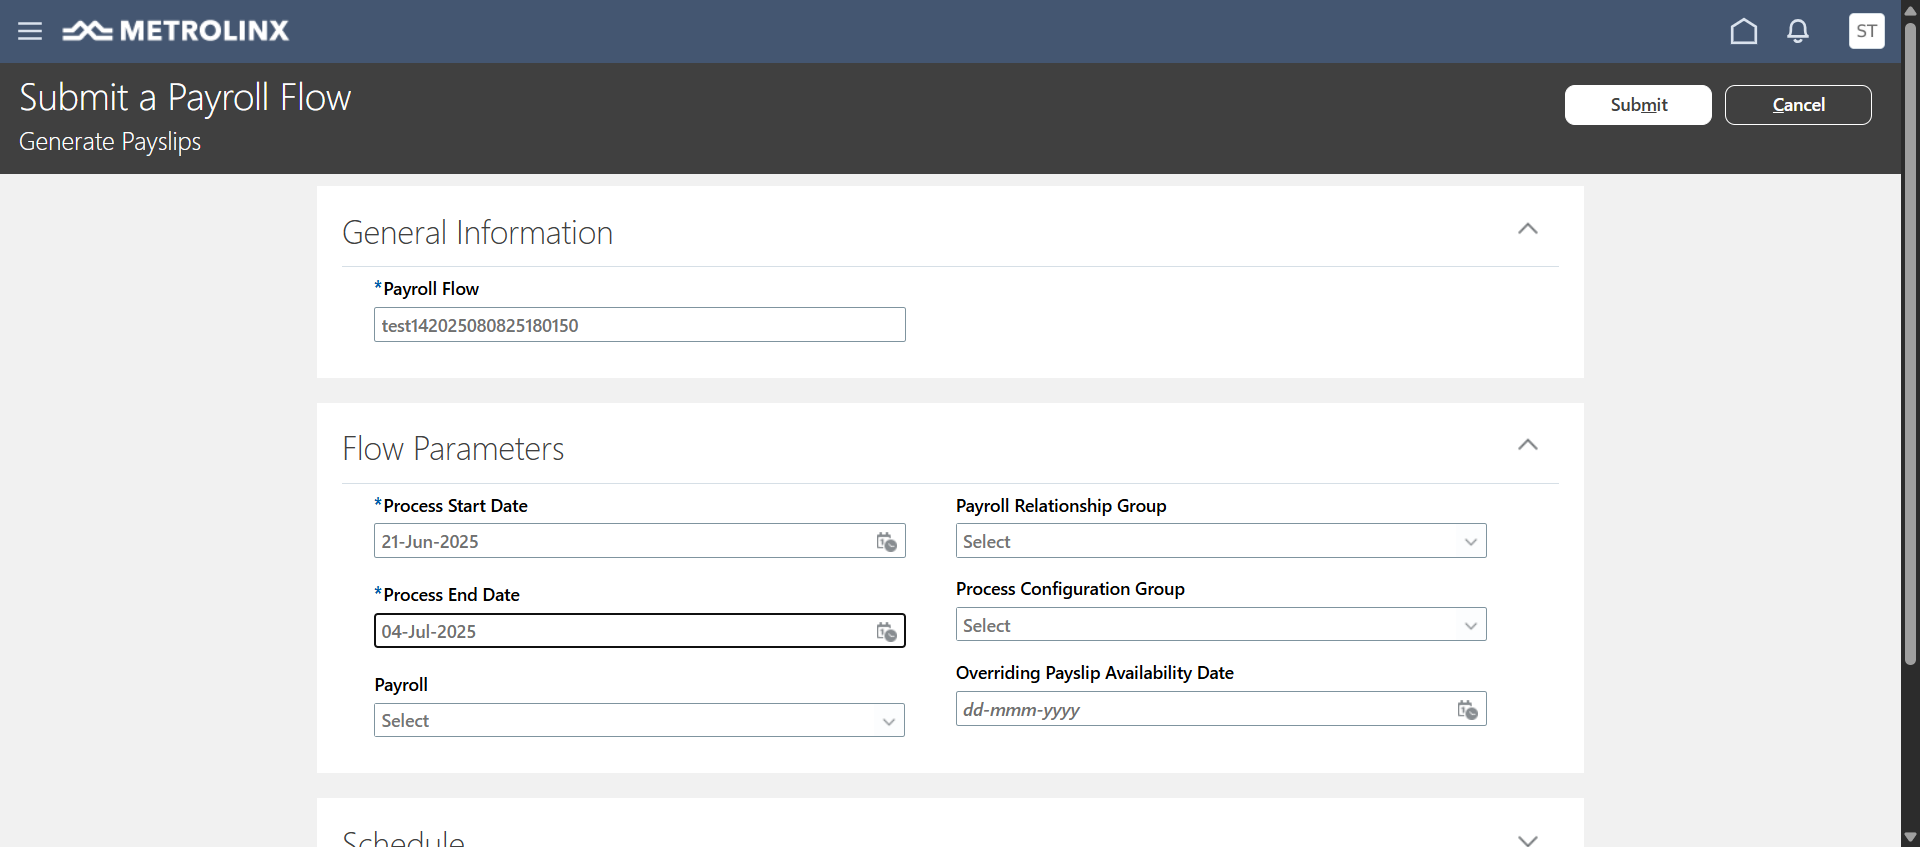 METROLINX
ST
Submit a Payroll Flow
Generate Payslips
Submit
Cancel
General Information
*Payroll Flow
test142025080825180150
Flow Parameters
*Process Start Date
21-Jun-2025
*Process End Date
04-Jul-2025
Payroll
Select
Payroll Relationship Group
Select
Process Configuration Group
Select
Overriding Payslip Availability Date
dd-mmm-yyyy
Schedule